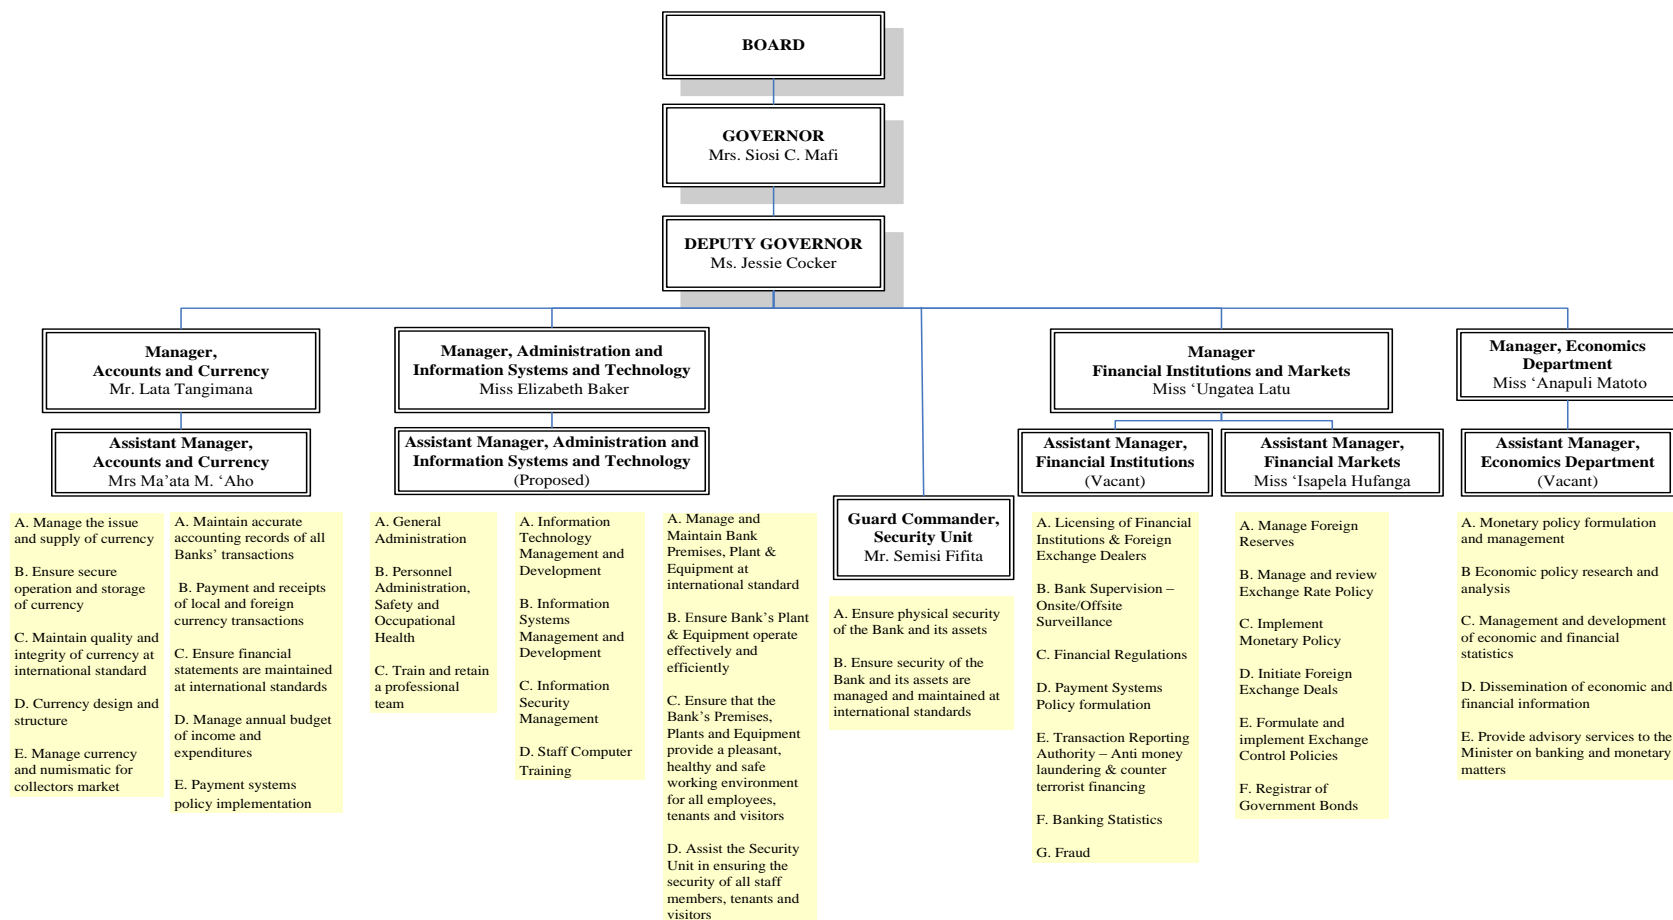 BOARD
GOVERNOR
Mrs. Siosi C. Mafi
DEPUTY GOVERNOR
Ms. Jessie Cocker
Manager,
Accounts and Currency
Mr. Lata Tangimana
Manager, Administration and
Information Systems and Technology
Miss Elizabeth Baker
Manager
Financial Institutions and Markets
Miss ‘Ungatea Latu
Manager, Economics
Department
Miss ‘Anapuli Matoto
Assistant Manager,
Accounts and Currency
Mrs Ma’ata M. ‘Aho
Assistant Manager, Administration and
Information Systems and Technology
(Proposed)
Guard Commander,
Security Unit
Mr. Semisi Fifita
Assistant Manager,
Financial Institutions
(Vacant)
Assistant Manager,
Financial Markets
Miss ‘Isapela Hufanga
Assistant Manager,
Economics Department
(Vacant)
A. Manage the issue
and supply of currency
B. Ensure secure
operation and storage
of currency
C. Maintain quality and
integrity of currency at
international standard
D. Currency design and
structure
E. Manage currency
and numismatic for
collectors market
A. Maintain accurate
accounting records of all
Banks’ transactions
B. Payment and receipts
of local and foreign
currency transactions
C. Ensure financial
statements are maintained
at international standards
D. Manage annual budget
of income and
expenditures
E. Payment systems
policy implementation
A. General
Administration
B. Personnel
Administration,
Safety and
Occupational
Health
C. Train and retain
a professional
team
A. Information
Technology
Management and
Development
B. Information
Systems
Management and
Development
C. Information
Security
Management
D. Staff Computer
Training
A. Manage and
Maintain Bank
Premises, Plant &
Equipment at
international standard
B. Ensure Bank’s Plant
& Equipment operate
effectively and
efficiently
C. Ensure that the
Bank’s Premises,
Plants and Equipment
provide a pleasant,
healthy and safe
working environment
for all employees,
tenants and visitors
D. Assist the Security
Unit in ensuring the
security of all staff
members, tenants and
visitors
A. Ensure physical security
of the Bank and its assets
B. Ensure security of the
Bank and its assets are
managed and maintained at
international standards
A. Licensing of Financial
Institutions & Foreign
Exchange Dealers
B. Bank Supervision –
Onsite/Offsite
Surveillance
C. Financial Regulations
D. Payment Systems
Policy formulation
E. Transaction Reporting
Authority – Anti money
laundering & counter
terrorist financing
F. Banking Statistics
G. Fraud
A. Manage Foreign
Reserves
B. Manage and review
Exchange Rate Policy
C. Implement
Monetary Policy
D. Initiate Foreign
Exchange Deals
E. Formulate and
implement Exchange
Control Policies
F. Registrar of
Government Bonds
A. Monetary policy formulation
and management
B Economic policy research and
analysis
C. Management and development
of economic and financial
statistics
D. Dissemination of economic and
financial information
E. Provide advisory services to the
Minister on banking and monetary
matters